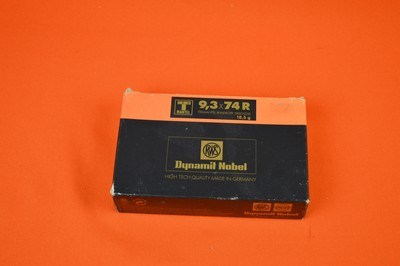 T
9,3x74R
18,5 g
RWS
Dynamit Nobel
HIGH TECH QUALITY MADE IN GERMANY
Dynamit Nobel